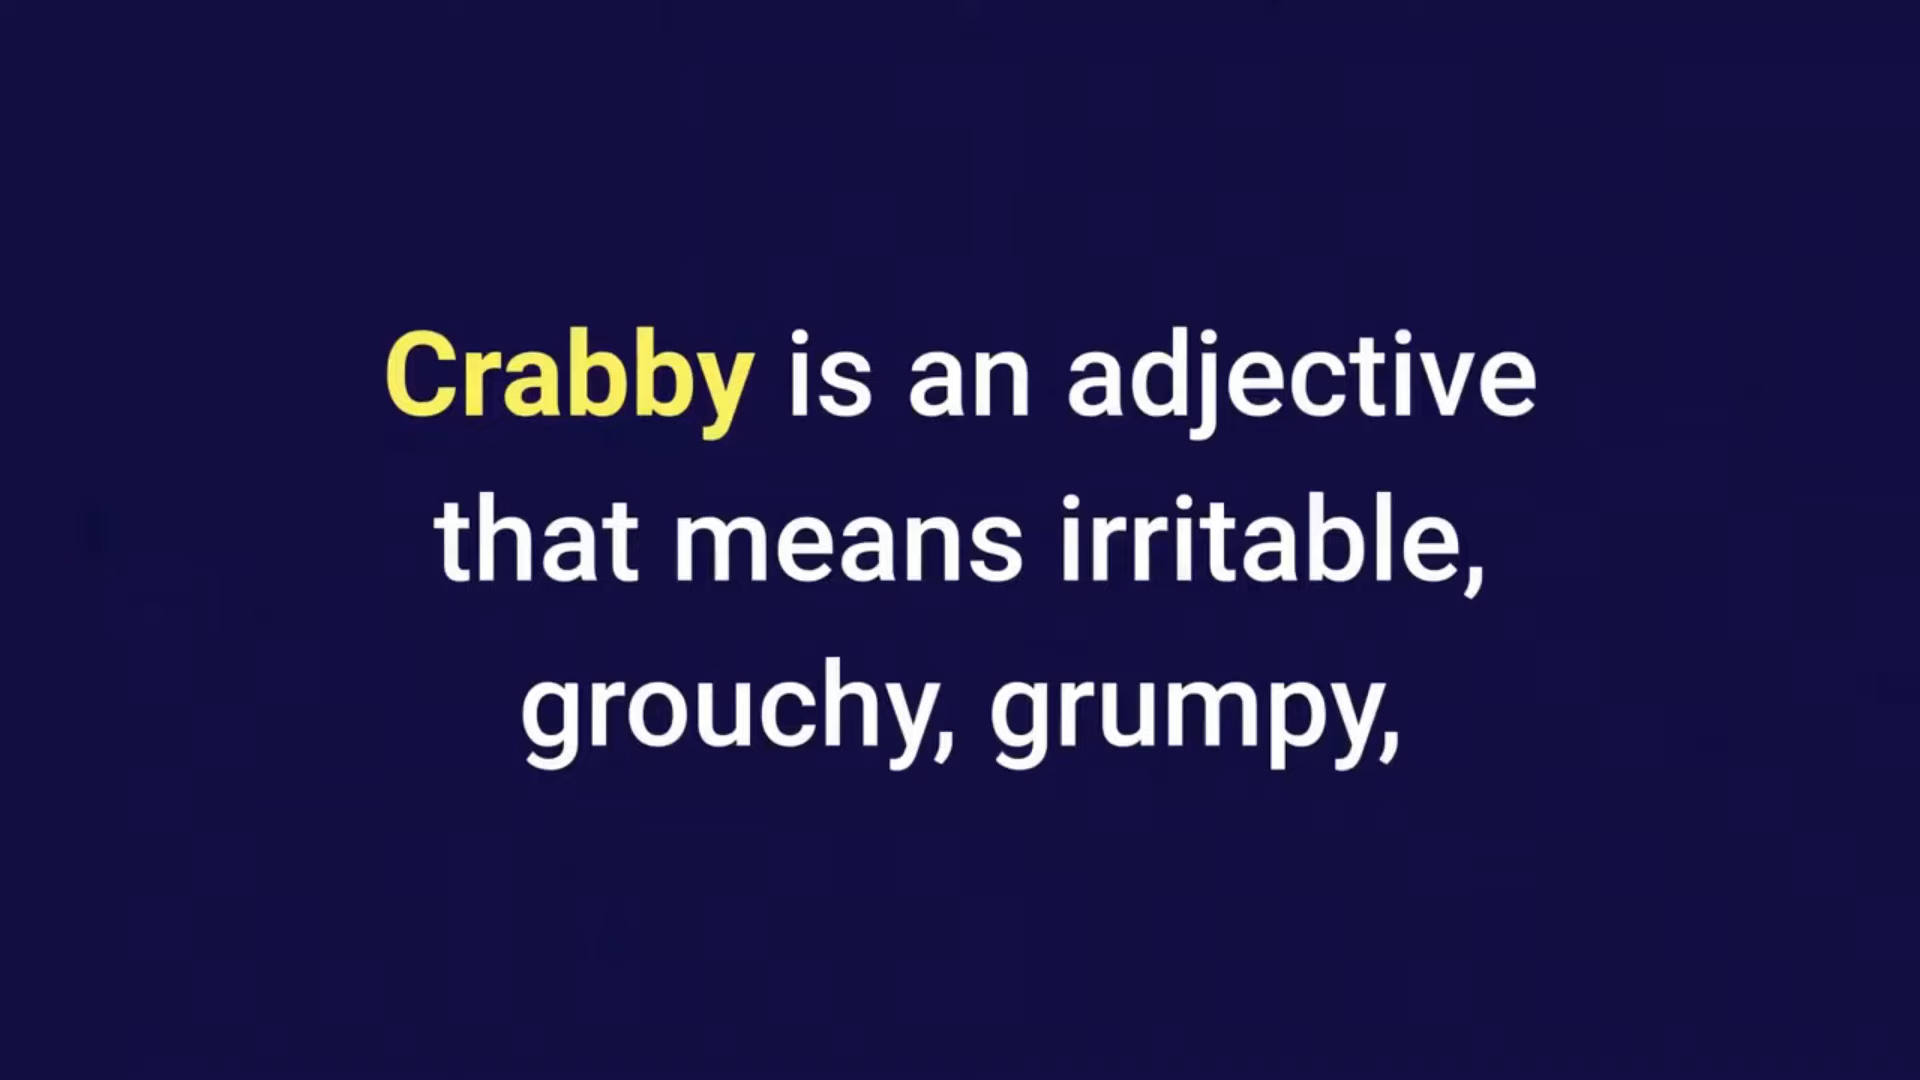 Crabby is an adjective
that means irritable,
grouchy, grumpy,